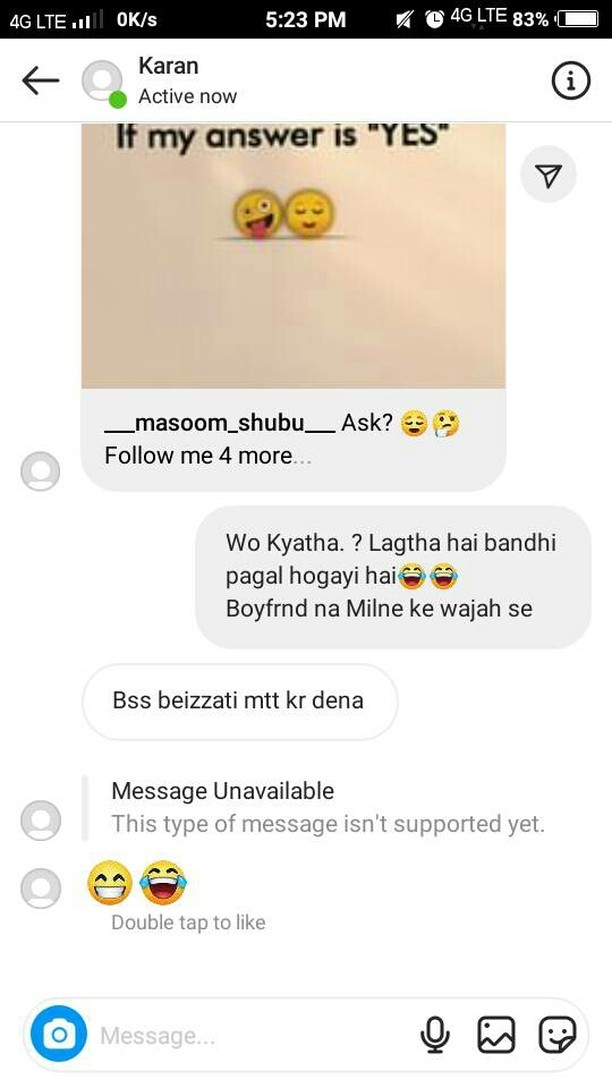 4G LTE 0K/s 5:23 PM 4G LTE 83%
Karan
Active now
If my answer is "YES"
___masoom_shubu___ Ask? 😌🤔
Follow me 4 more...
Wo Kyatha. ? Lagtha hai bandhi
pagal hogayi hai😂😂
Boyfrnd na Milne ke wajah se
Bss beizzati mtt kr dena
Message Unavailable
This type of message isn't supported yet.
😁😂
Double tap to like
Message...